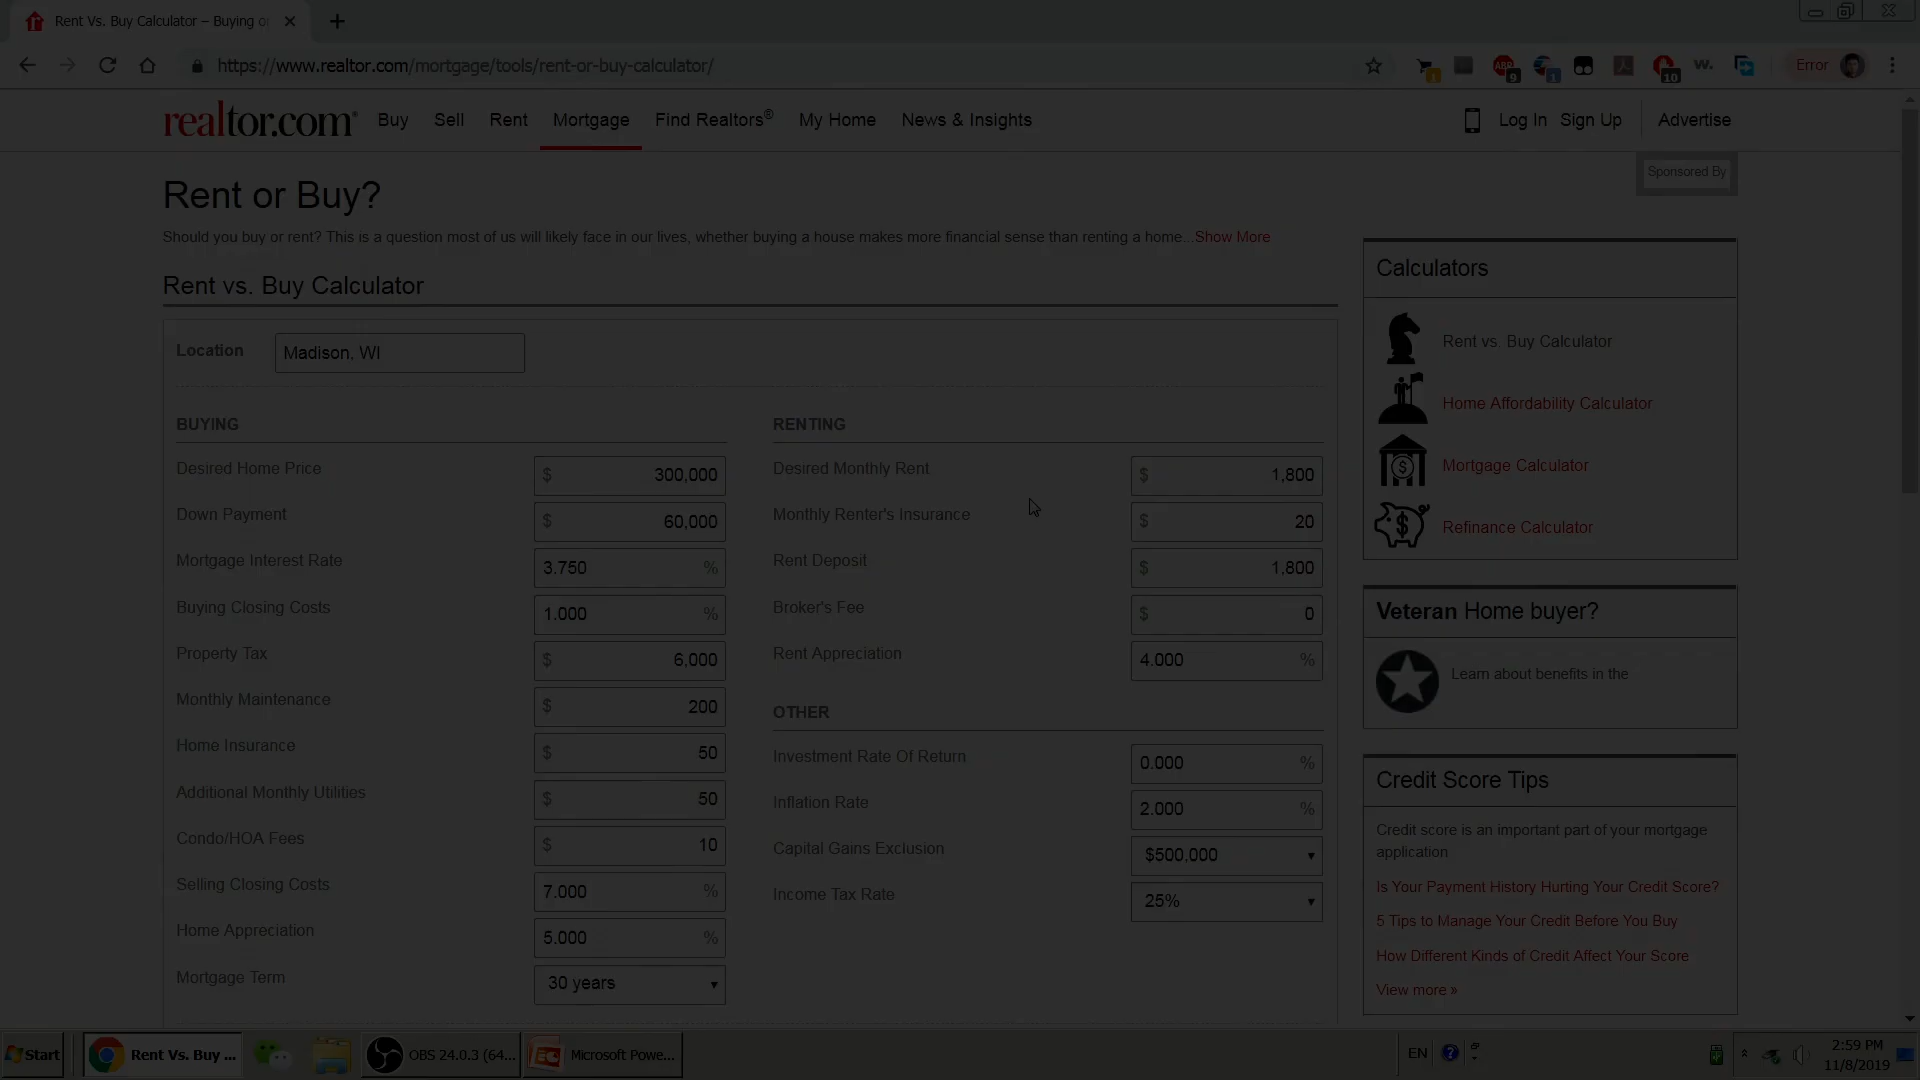 Rent Vs. Buy Calculator – Buying o
https://www.realtor.com/mortgage/tools/rent-or-buy-calculator/
1
ABP 9
1
10
w.
Error
realtor.com®
Buy Sell Rent Mortgage Find Realtors® My Home News & Insights
Log In Sign Up Advertise
Sponsored By
Rent or Buy?
Should you buy or rent? This is a question most of us will likely face in our lives, whether buying a house makes more financial sense than renting a home...Show More
Rent vs. Buy Calculator
Location Madison, WI
BUYING
Desired Home Price $ 300,000
Down Payment $ 60,000
Mortgage Interest Rate 3.750 %
Buying Closing Costs 1.000 %
Property Tax $ 6,000
Monthly Maintenance $ 200
Home Insurance $ 50
Additional Monthly Utilities $ 50
Condo/HOA Fees $ 10
Selling Closing Costs 7.000 %
Home Appreciation 5.000 %
Mortgage Term 30 years
RENTING
Desired Monthly Rent $ 1,800
Monthly Renter's Insurance $ 20
Rent Deposit $ 1,800
Broker's Fee $ 0
Rent Appreciation 4.000 %
OTHER
Investment Rate Of Return 0.000 %
Inflation Rate 2.000 %
Capital Gains Exclusion $500,000
Income Tax Rate 25%
Calculators
Rent vs. Buy Calculator
Home Affordability Calculator
Mortgage Calculator
Refinance Calculator
Veteran Home buyer?
Learn about benefits in the
Credit Score Tips
Credit score is an important part of your mortgage
application
Is Your Payment History Hurting Your Credit Score?
5 Tips to Manage Your Credit Before You Buy
How Different Kinds of Credit Affect Your Score
View more »
Start
Rent Vs. Buy ...
OBS 24.0.3 (64...
Microsoft Powe...
EN
2:59 PM
11/8/2019